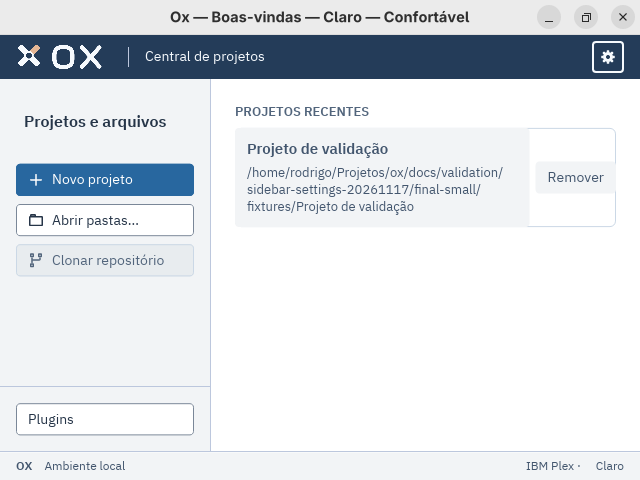 Ox — Boas-vindas — Claro — Confortável
OX
Central de projetos
Projetos e arquivos
Novo projeto
Abrir pastas...
Clonar repositório
Plugins
PROJETOS RECENTES
Projeto de validação
/home/rodrigo/Projetos/ox/docs/validation/
sidebar-settings-20261117/final-small/
fixtures/Projeto de validação
Remover
OX Ambiente local
IBM Plex · Claro